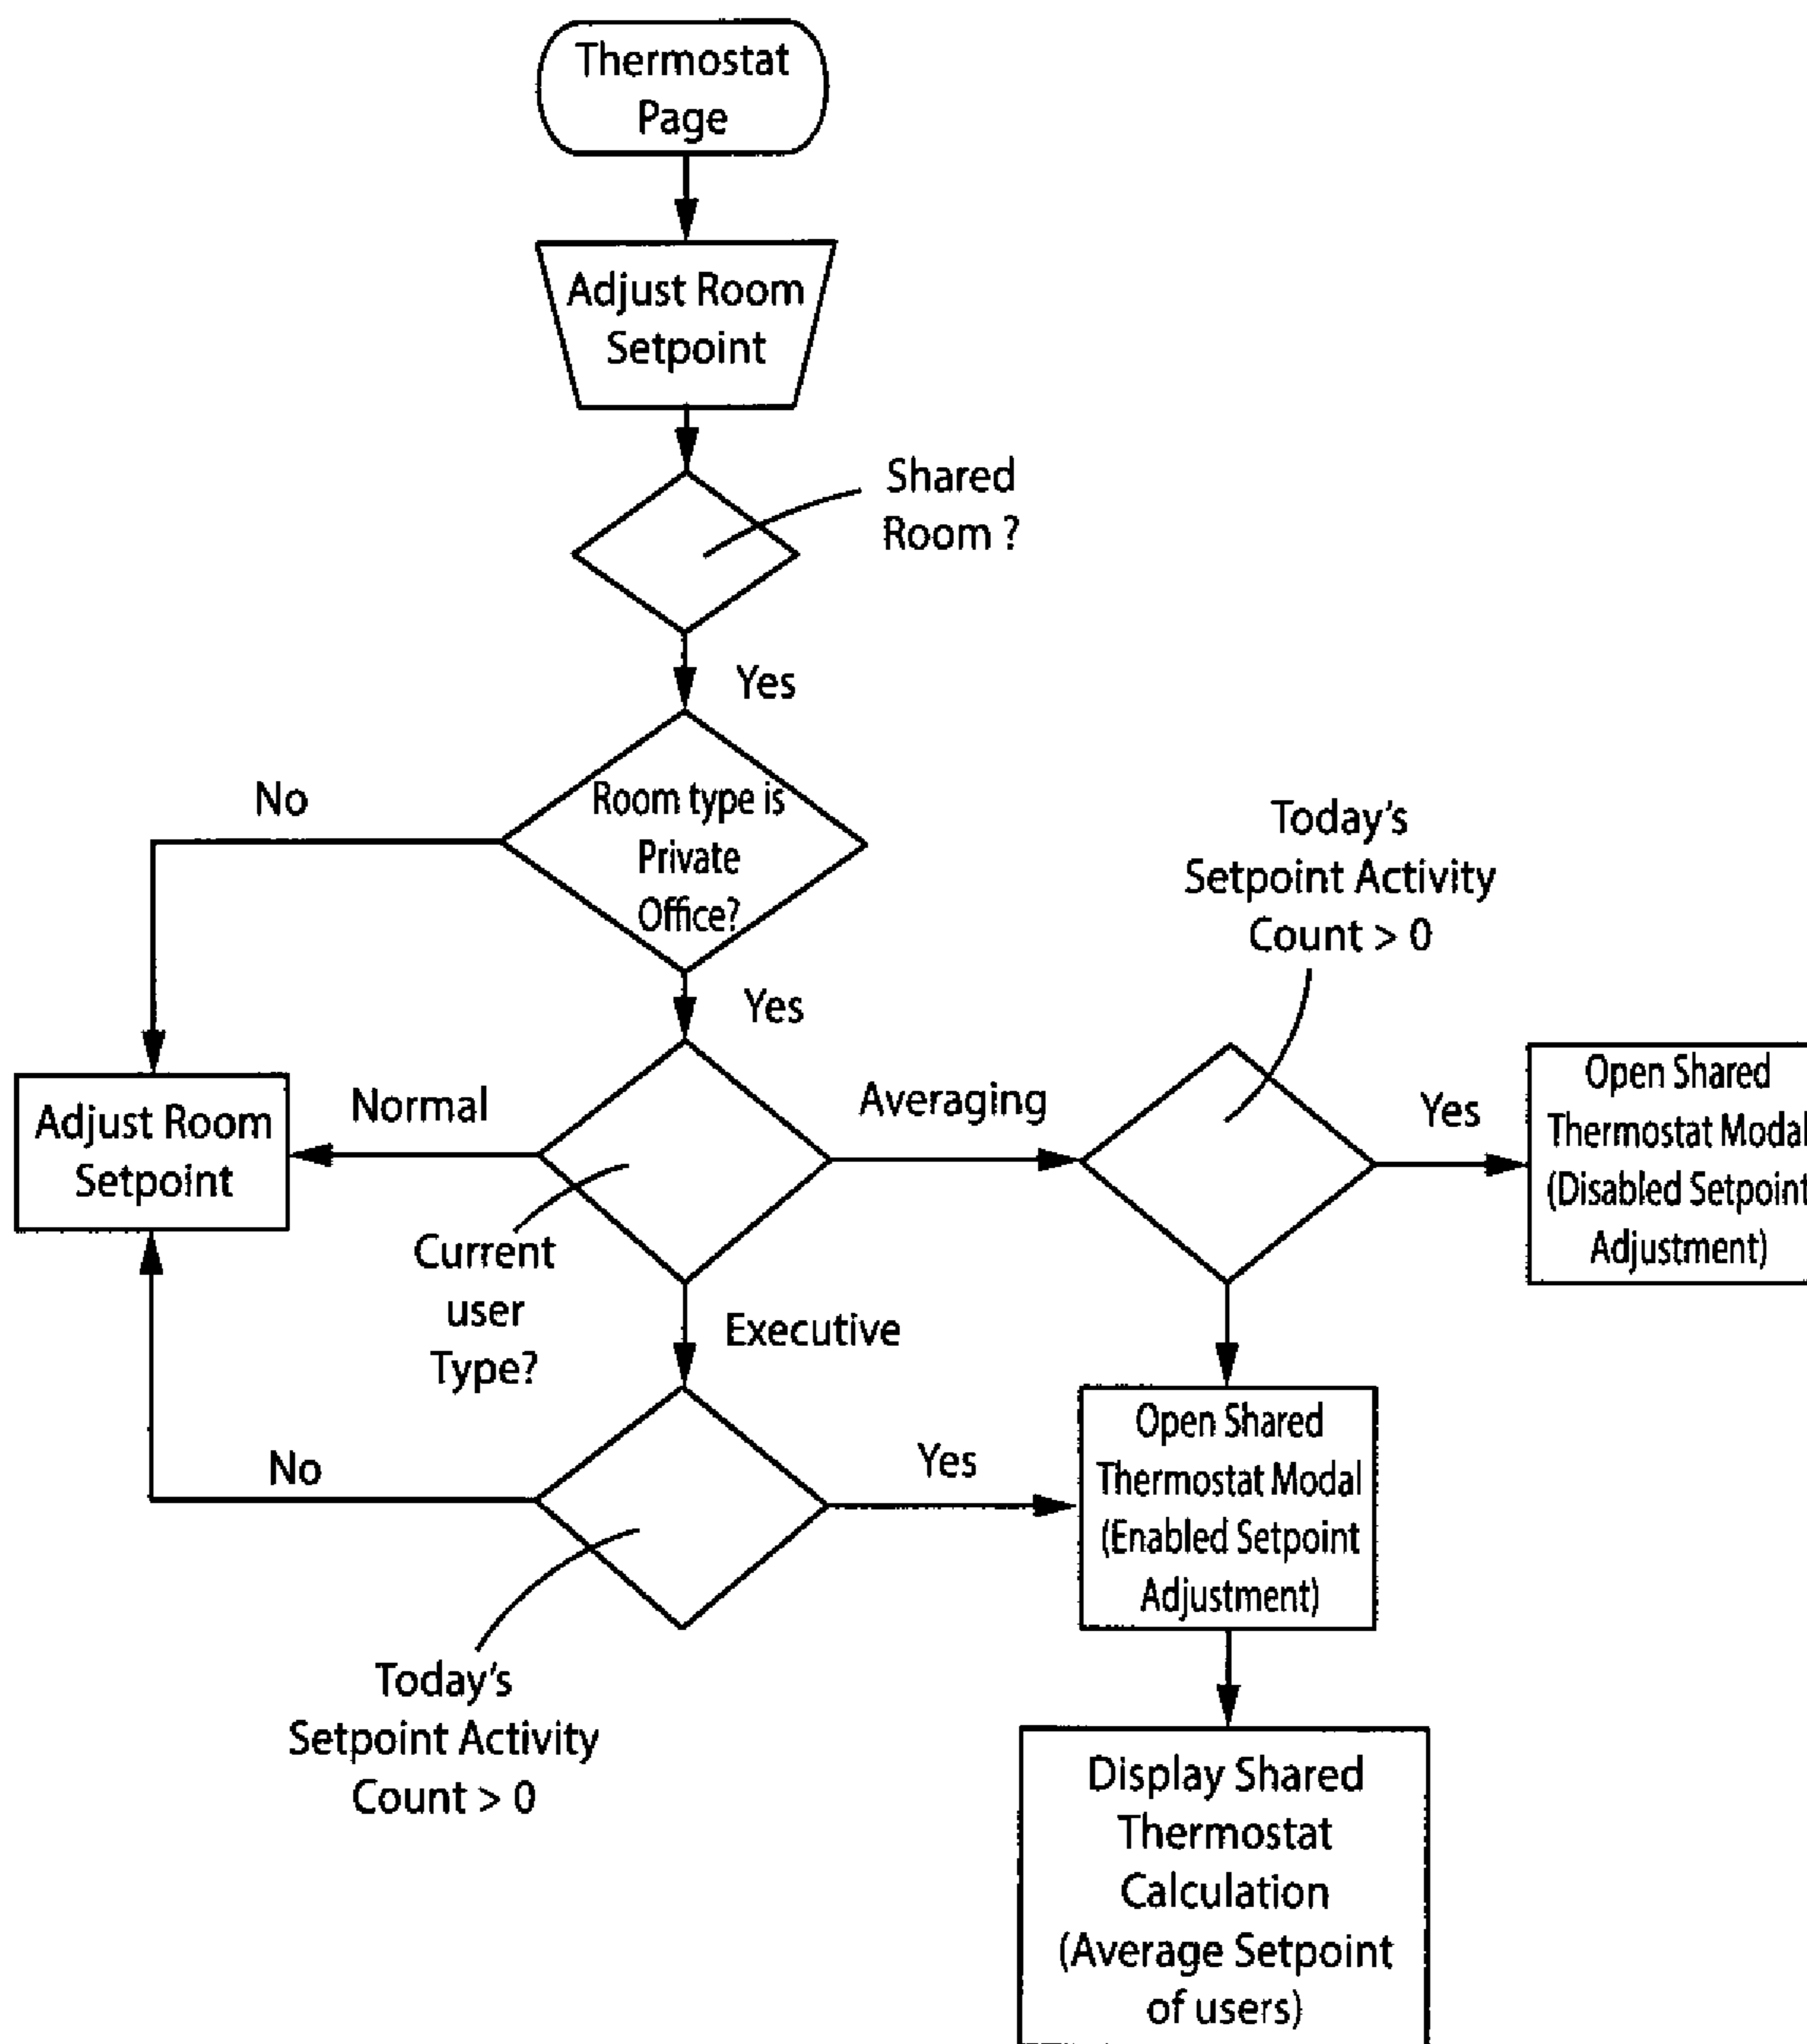 Thermostat
Page
Adjust Room
Setpoint
Shared
Room ?
Yes
No
Room type is
Private
Office?
Today's
Setpoint Activity
Count > 0
Yes
Normal
Averaging
Yes
Open Shared
Thermostat Modal
(Disabled Setpoint
Adjustment)
Adjust Room
Setpoint
Current
user
Type?
Executive
No
Yes
Open Shared
Thermostat Modal
(Enabled Setpoint
Adjustment)
Today's
Setpoint Activity
Count > 0
Display Shared
Thermostat
Calculation
(Average Setpoint
of users)